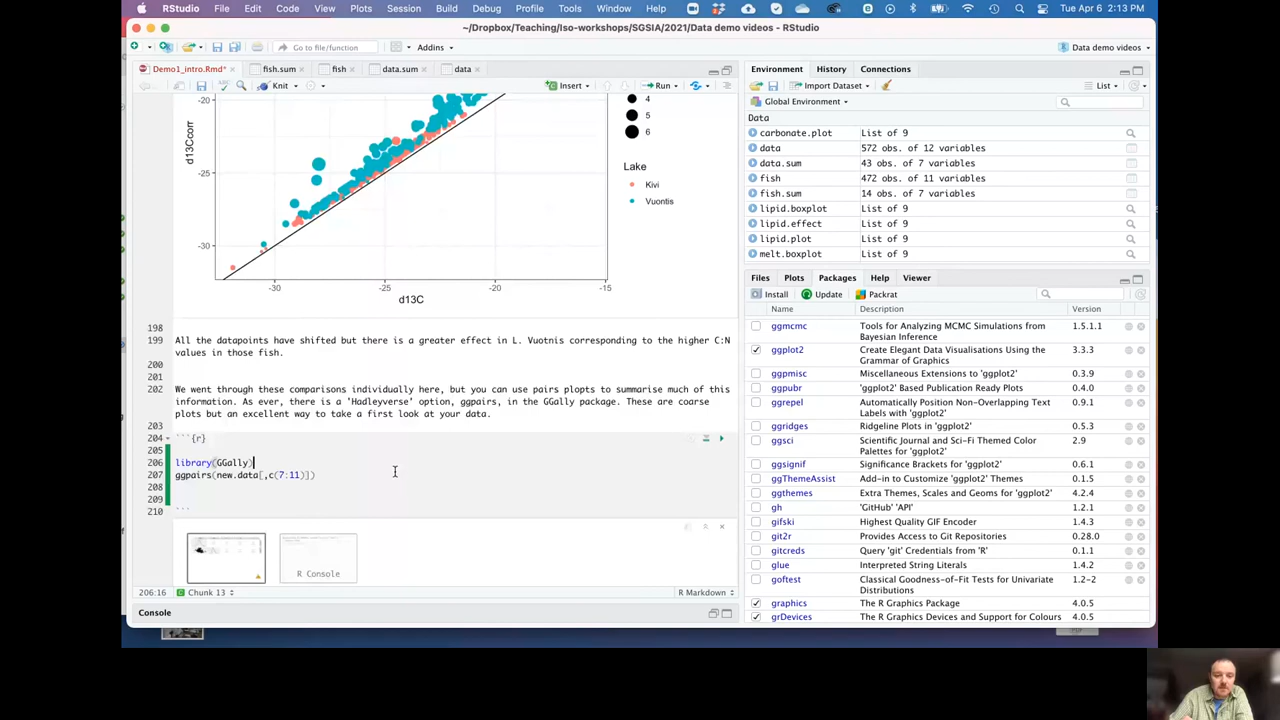 RStudio File Edit Code View Plots Session Build Debug Profile Tools Window Help 100% Tue Apr 6 2:13 PM
~/Dropbox/Teaching/Iso-workshops/SGSIA/2021/Data demo videos - RStudio
Go to file/function Addins Data demo videos
Demo1_intro.Rmd* fish.sum fish data.sum data
Knit Insert Run
-20
-25
-30
d13Ccorr
-30 -25 -20 -15
d13C
4
5
6
Lake
Kivi
Vuontis
198
199 All the datapoints have shifted but there is a greater effect in L. Vuotnis corresponding to the higher C:N
values in those fish.
200
201
202 We went through these comparisons individually here, but you can use pairs plopts to summarise much of this
information. As ever, there is a 'Hadleyverse' option, ggpairs, in the GGally package. These are coarse
plots but an excellent way to take a first look at your data.
203
204 ```{r}
205
206 library(GGally)
207 ggpairs(new.data[,c(7:11)])
208
209
210 ```
R Console
206:16 Chunk 13 R Markdown
Console
Environment History Connections
Import Dataset List
Global Environment
Data
carbonate.plot List of 9
data 572 obs. of 12 variables
data.sum 43 obs. of 7 variables
fish 472 obs. of 11 variables
fish.sum 14 obs. of 7 variables
lipid.boxplot List of 9
lipid.effect List of 9
lipid.plot List of 9
melt.boxplot List of 9
Files Plots Packages Help Viewer
Install Update Packrat
Name Description Version
ggmcmc Tools for Analyzing MCMC Simulations from 1.5.1.1
Bayesian Inference
ggplot2 Create Elegant Data Visualisations Using the 3.3.3
Grammar of Graphics
ggpmisc Miscellaneous Extensions to 'ggplot2' 0.3.9
ggpubr 'ggplot2' Based Publication Ready Plots 0.4.0
ggrepel Automatically Position Non-Overlapping Text 0.9.1
Labels with 'ggplot2'
ggridges Ridgeline Plots in 'ggplot2' 0.5.3
ggsci Scientific Journal and Sci-Fi Themed Color 2.9
Palettes for 'ggplot2'
ggsignif Significance Brackets for 'ggplot2' 0.6.1
ggThemeAssist Add-in to Customize 'ggplot2' Themes 0.1.5
ggthemes Extra Themes, Scales and Geoms for 'ggplot2' 4.2.4
gh 'GitHub' 'API' 1.2.1
gifski Highest Quality GIF Encoder 1.4.3
git2r Provides Access to Git Repositories 0.28.0
gitcreds Query 'git' Credentials from 'R' 0.1.1
glue Interpreted String Literals 1.4.2
goftest Classical Goodness-of-Fit Tests for Univariate 1.2-2
Distributions
graphics The R Graphics Package 4.0.5
grDevices The R Graphics Devices and Support for Colours 4.0.5